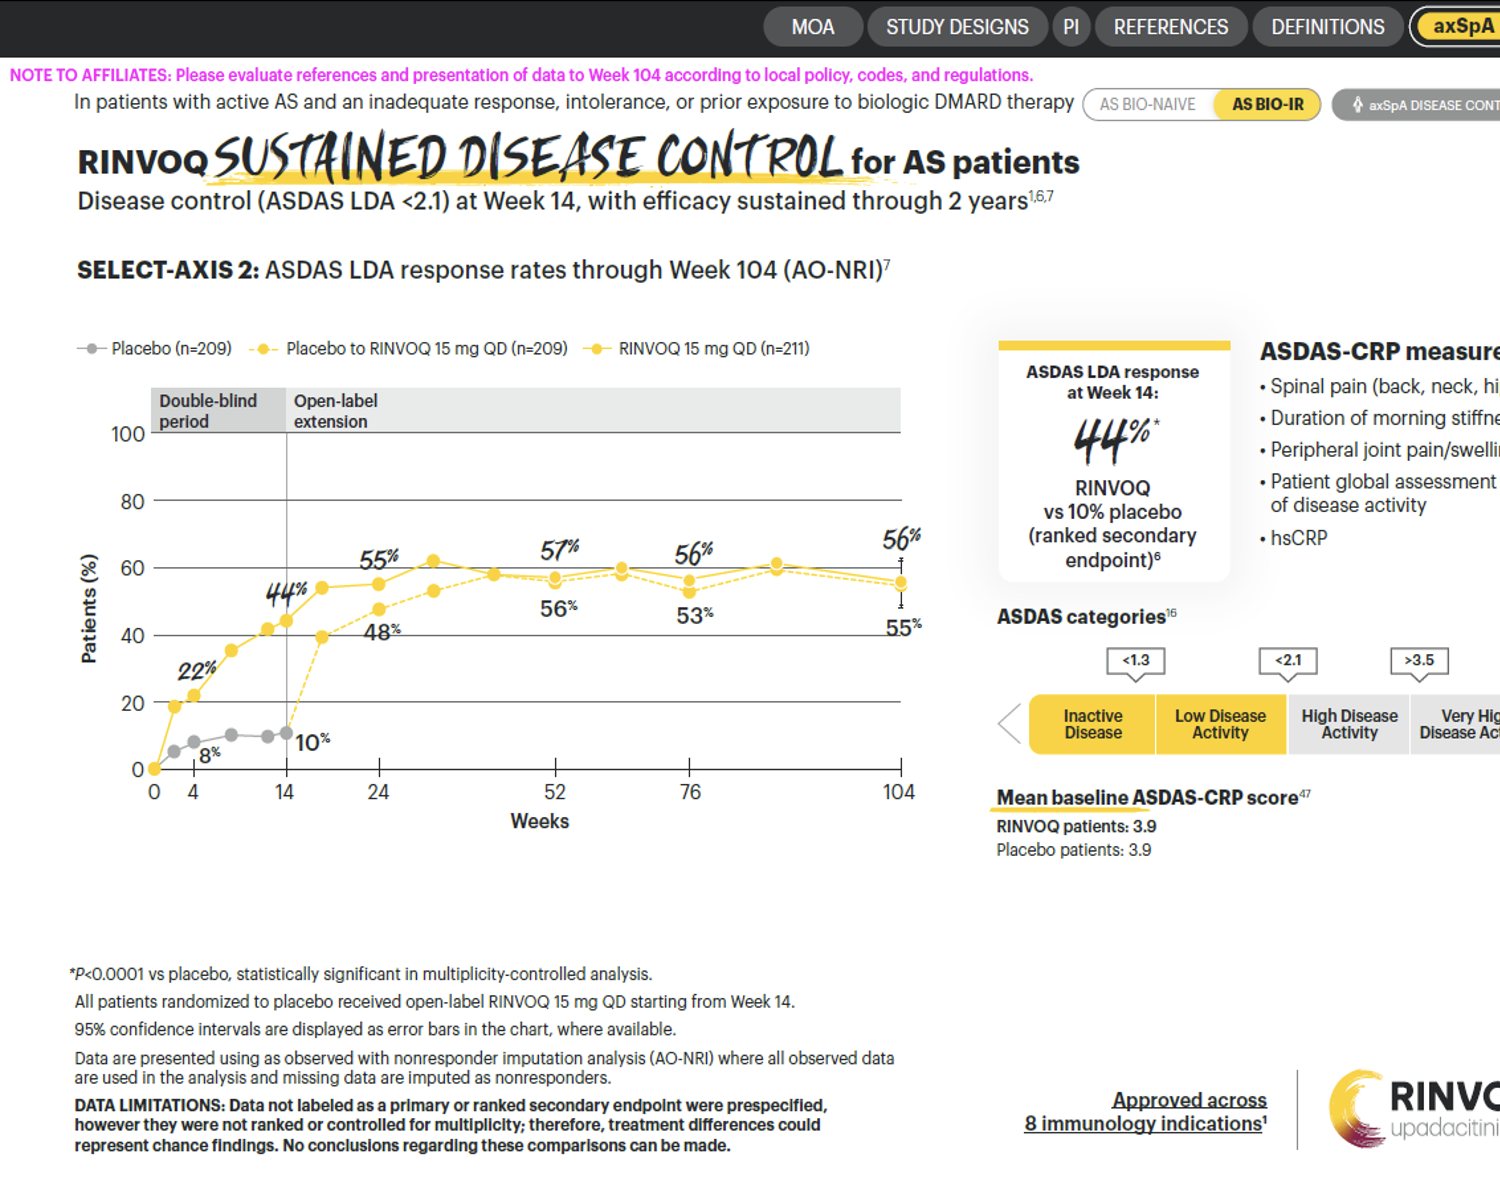 MOA STUDY DESIGNS PI REFERENCES DEFINITIONS axSpA
NOTE TO AFFILIATES: Please evaluate references and presentation of data to Week 104 according to local policy, codes, and regulations.
In patients with active AS and an inadequate response, intolerance, or prior exposure to biologic DMARD therapy
AS BIO-NAIVE AS BIO-IR axSpA DISEASE CONT
RINVOQ SUSTAINED DISEASE CONTROL for AS patients
Disease control (ASDAS LDA <2.1) at Week 14, with efficacy sustained through 2 years1,6,7
SELECT-AXIS 2: ASDAS LDA response rates through Week 104 (AO-NRI)7
Placebo (n=209) Placebo to RINVOQ 15 mg QD (n=209) RINVOQ 15 mg QD (n=211)
Double-blind
period
Open-label
extension
Patients (%)
100
80
60
40
20
0
22%
44%
55%
57%
56%
56%
8%
10%
48%
56%
53%
55%
0 4 14 24 52 76 104
Weeks
ASDAS LDA response
at Week 14:
44%*
RINVOQ
vs 10% placebo
(ranked secondary
endpoint)6
ASDAS-CRP measure
• Spinal pain (back, neck, hi
• Duration of morning stiffne
• Peripheral joint pain/swelli
• Patient global assessment
of disease activity
• hsCRP
ASDAS categories16
<1.3 <2.1 >3.5
Inactive
Disease
Low Disease
Activity
High Disease
Activity
Very Hig
Disease Act
Mean baseline ASDAS-CRP score47
RINVOQ patients: 3.9
Placebo patients: 3.9
*P<0.0001 vs placebo, statistically significant in multiplicity-controlled analysis.
All patients randomized to placebo received open-label RINVOQ 15 mg QD starting from Week 14.
95% confidence intervals are displayed as error bars in the chart, where available.
Data are presented using as observed with nonresponder imputation analysis (AO-NRI) where all observed data
are used in the analysis and missing data are imputed as nonresponders.
DATA LIMITATIONS: Data not labeled as a primary or ranked secondary endpoint were prespecified,
however they were not ranked or controlled for multiplicity; therefore, treatment differences could
represent chance findings. No conclusions regarding these comparisons can be made.
Approved across
8 immunology indications1
RINVO
upadacitini